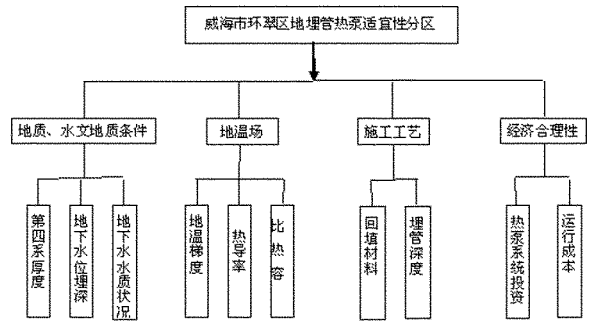 威海市环翠区地埋管热泵适宜性分区
地质、水文地质条件
地温场
施工工艺
经济合理性
第四系厚度
地下水位埋深
地下水水质状况
地温梯度
热导率
比热容
回填材料
埋管深度
热泵系统投资
运行成本